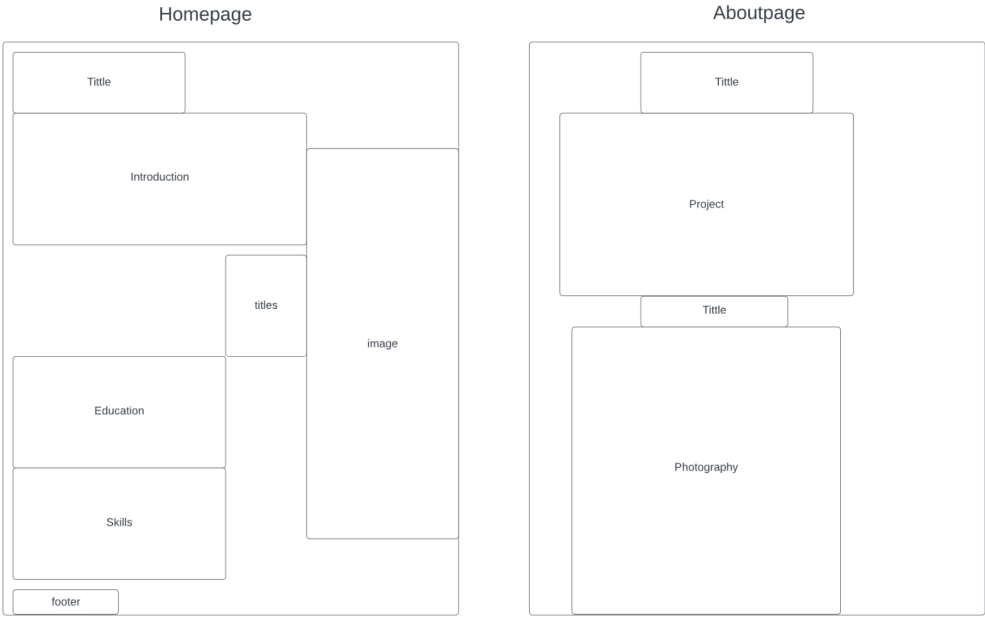 Homepage
Tittle
Introduction
titles
image
Education
Skills
footer
Aboutpage
Tittle
Project
Tittle
Photography